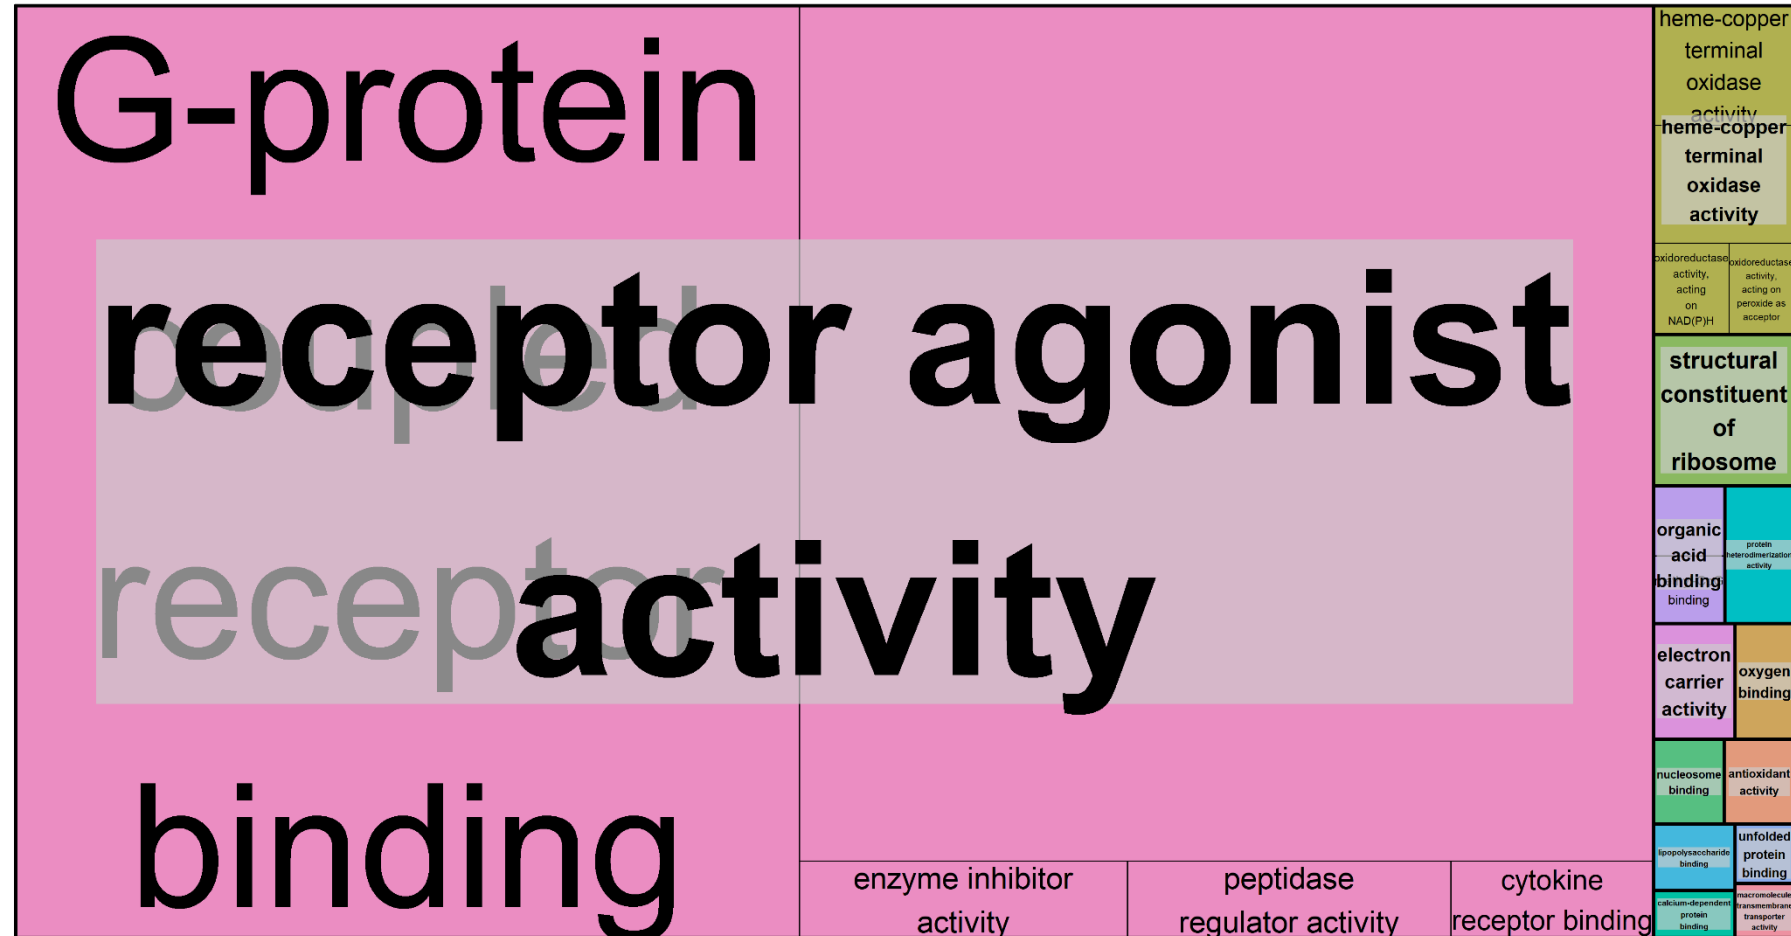 G-protein
coupled
receptor
binding
receptor agonist
activity
enzyme inhibitor
activity
peptidase
regulator activity
cytokine
receptor binding
heme-copper
terminal
oxidase
activity
heme-copper
terminal
oxidase
activity
oxidoreductase
activity,
acting
on
NAD(P)H
oxidoreductase
activity,
acting on
peroxide as
acceptor
structural
constituent
of
ribosome
organic
acid
binding
binding
protein
heterodimerization
activity
electron
carrier
activity
oxygen
binding
nucleosome
binding
antioxidant
activity
lipopolysaccharide
binding
unfolded
protein
binding
calcium-dependent
protein
binding
macromolecule
transmembrane
transporter
activity